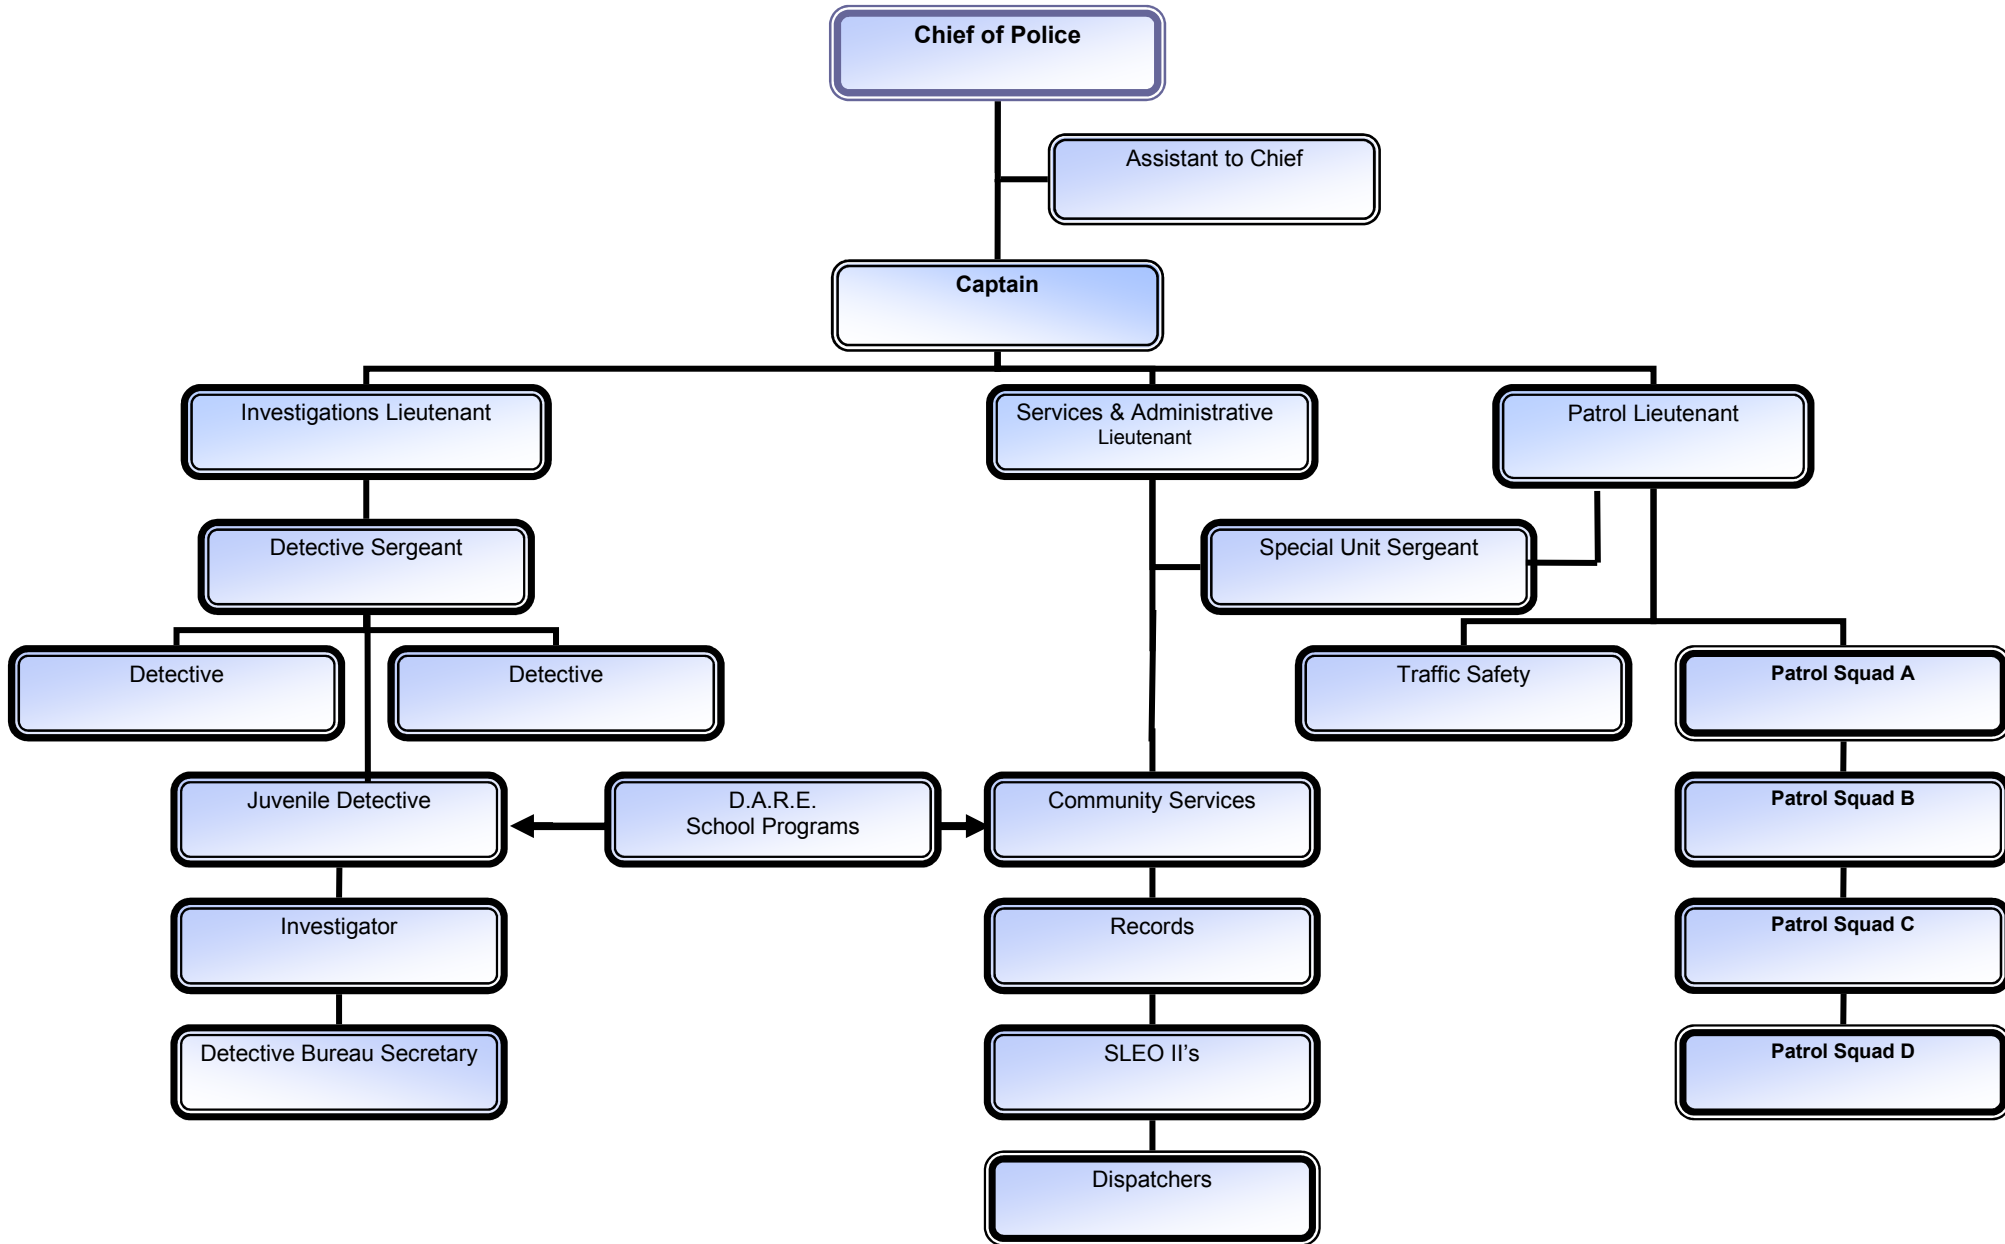 Chief of Police
Assistant to Chief
Captain
Investigations Lieutenant
Services & Administrative
Lieutenant
Patrol Lieutenant
Detective Sergeant
Special Unit Sergeant
Detective
Detective
Traffic Safety
Patrol Squad A
Juvenile Detective
D.A.R.E.
School Programs
Community Services
Patrol Squad B
Investigator
Records
Patrol Squad C
Detective Bureau Secretary
SLEO II’s
Patrol Squad D
Dispatchers